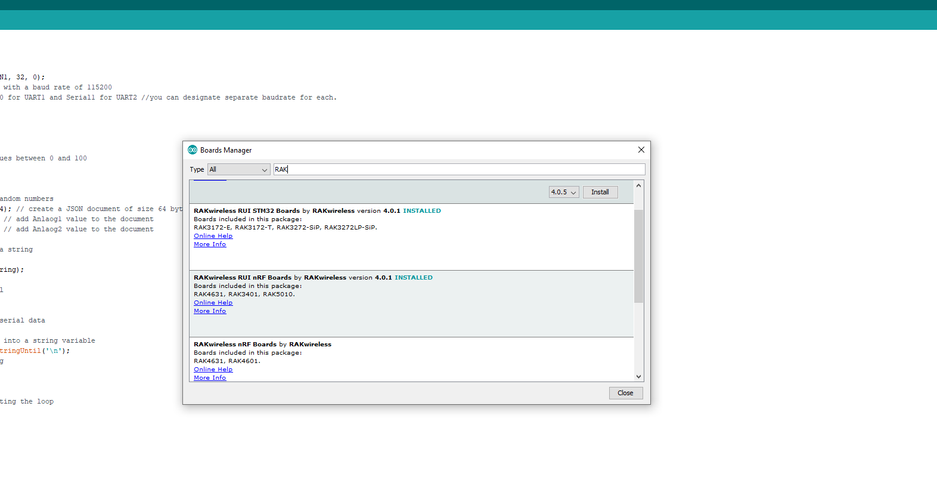 N1, 32, 0);
with a baud rate of 115200
0 for UART1 and Serial1 for UART2 //you can designate separate baudrate for each.
Boards Manager
ues between 0 and 100
Type All RAK
4.0.5 Install
andom numbers
4); // create a JSON document of size 64 byt
// add Anlaog1 value to the document
// add Anlaog2 value to the document
RAKwireless RUI STM32 Boards by RAKwireless version 4.0.1 INSTALLED
Boards included in this package:
RAK3172-E, RAK3172-T, RAK3272-SiP, RAK3272LP-SiP.
Online Help
More Info
a string
ring);
l
RAKwireless RUI nRF Boards by RAKwireless version 4.0.1 INSTALLED
Boards included in this package:
RAK4631, RAK3401, RAK5010.
Online Help
More Info
serial data
into a string variable
tringUntil('\n');
g
RAKwireless nRF Boards by RAKwireless
Boards included in this package:
RAK4631, RAK4601.
Online Help
More Info
Close
ting the loop